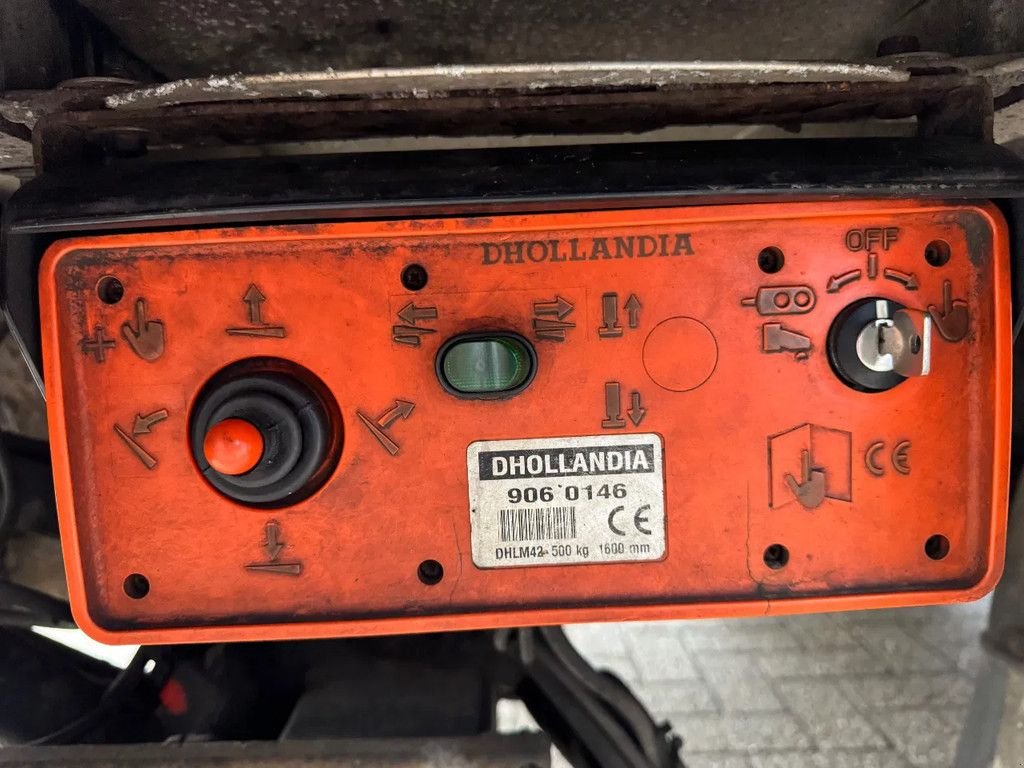 DHOLLANDIA
OFF
DHOLLANDIA
906 0146
CE
CE
DHLM42 500 kg 1600 mm